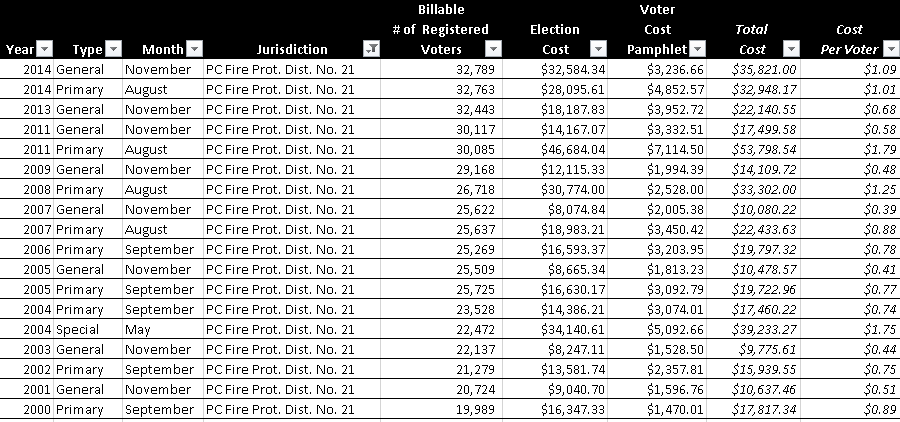 Billable Voter
# of Registered Election Cost Total Cost
Year Type Month Jurisdiction Voters Cost Pamphlet Cost Per Voter
2014 General November PC Fire Prot. Dist. No. 21 32,789 $32,584.34 $3,236.66 $35,821.00 $1.09
2014 Primary August PC Fire Prot. Dist. No. 21 32,763 $28,095.61 $4,852.57 $32,948.17 $1.01
2013 General November PC Fire Prot. Dist. No. 21 32,443 $18,187.83 $3,952.72 $22,140.55 $0.68
2011 General November PC Fire Prot. Dist. No. 21 30,117 $14,167.07 $3,332.51 $17,499.58 $0.58
2011 Primary August PC Fire Prot. Dist. No. 21 30,085 $46,684.04 $7,114.50 $53,798.54 $1.79
2009 General November PC Fire Prot. Dist. No. 21 29,168 $12,115.33 $1,994.39 $14,109.72 $0.48
2008 Primary August PC Fire Prot. Dist. No. 21 26,718 $30,774.00 $2,528.00 $33,302.00 $1.25
2007 General November PC Fire Prot. Dist. No. 21 25,622 $8,074.84 $2,005.38 $10,080.22 $0.39
2007 Primary August PC Fire Prot. Dist. No. 21 25,637 $18,983.21 $3,450.42 $22,433.63 $0.88
2006 Primary September PC Fire Prot. Dist. No. 21 25,269 $16,593.37 $3,203.95 $19,797.32 $0.78
2005 General November PC Fire Prot. Dist. No. 21 25,509 $8,665.34 $1,813.23 $10,478.57 $0.41
2005 Primary September PC Fire Prot. Dist. No. 21 25,725 $16,630.17 $3,092.79 $19,722.96 $0.77
2004 Primary September PC Fire Prot. Dist. No. 21 23,528 $14,386.21 $3,074.01 $17,460.22 $0.74
2004 Special May PC Fire Prot. Dist. No. 21 22,472 $34,140.61 $5,092.66 $39,233.27 $1.75
2003 General November PC Fire Prot. Dist. No. 21 22,137 $8,247.11 $1,528.50 $9,775.61 $0.44
2002 Primary September PC Fire Prot. Dist. No. 21 21,279 $13,581.74 $2,357.81 $15,939.55 $0.75
2001 General November PC Fire Prot. Dist. No. 21 20,724 $9,040.70 $1,596.76 $10,637.46 $0.51
2000 Primary September PC Fire Prot. Dist. No. 21 19,989 $16,347.33 $1,470.01 $17,817.34 $0.89